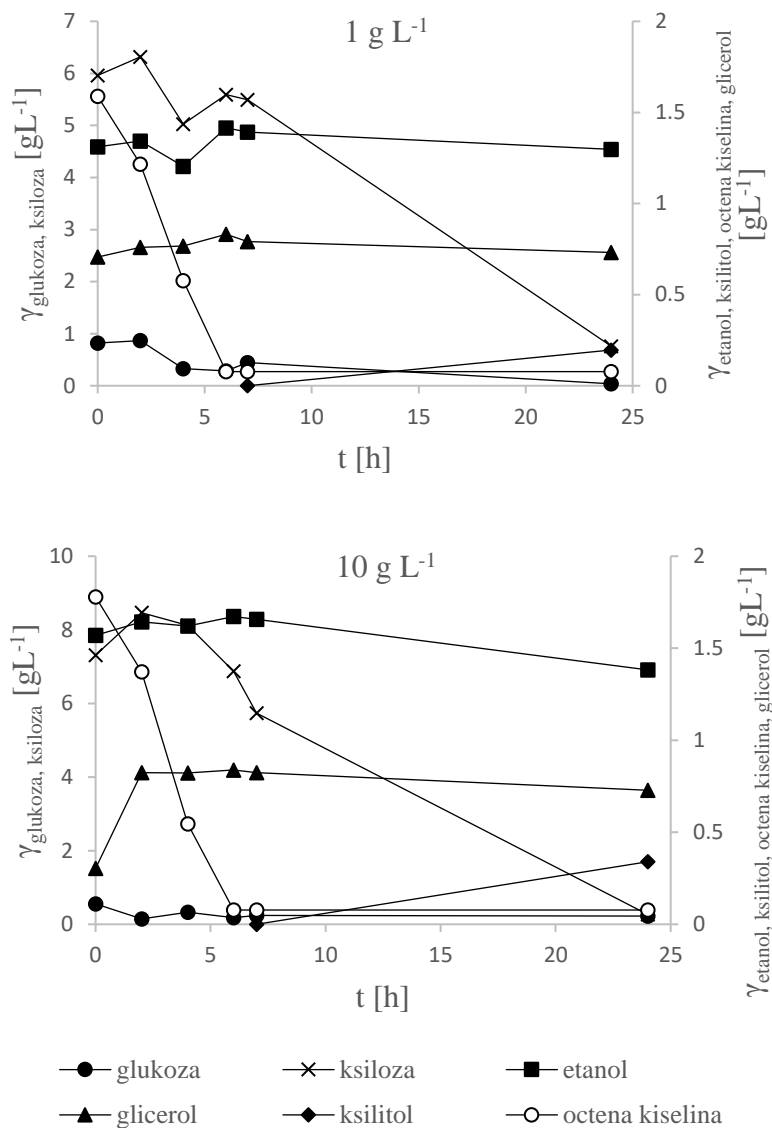 1 g L⁻¹
7
6
5
4
3
2
1
0
γglukoza, ksiloza [gL⁻¹]
2
1.5
1
0.5
0
γetanol, ksilitol, octena kiselina, glicerol
[gL⁻¹]
0 5 10 15 20 25
t [h]
10 g L⁻¹
10
8
6
4
2
0
γglukoza, ksiloza [gL⁻¹]
2
1.5
1
0.5
0
γetanol, ksilitol, octena kiselina, glicerol [gL⁻¹]
0 5 10 15 20 25
t [h]
glukoza ksiloza etanol
glicerol ksilitol octena kiselina